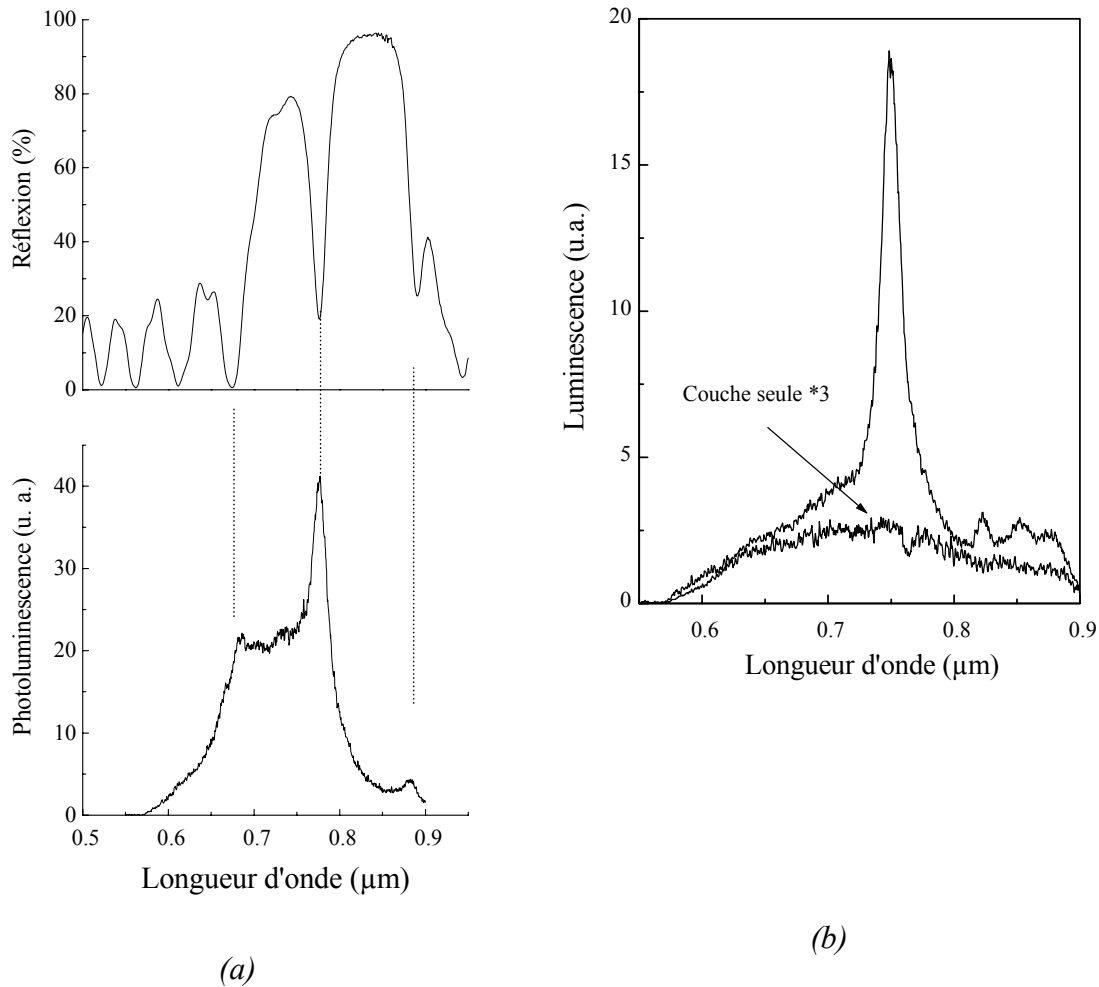 100
80
60
40
20
0
Réflexion (%)
40
30
20
10
0
Photoluminescence (u. a.)
0.5 0.6 0.7 0.8 0.9
Longueur d'onde (µm)
(a)
20
15
10
5
0
Luminescence (u.a.)
Couche seule *3
0.6 0.7 0.8 0.9
Longueur d'onde (µm)
(b)